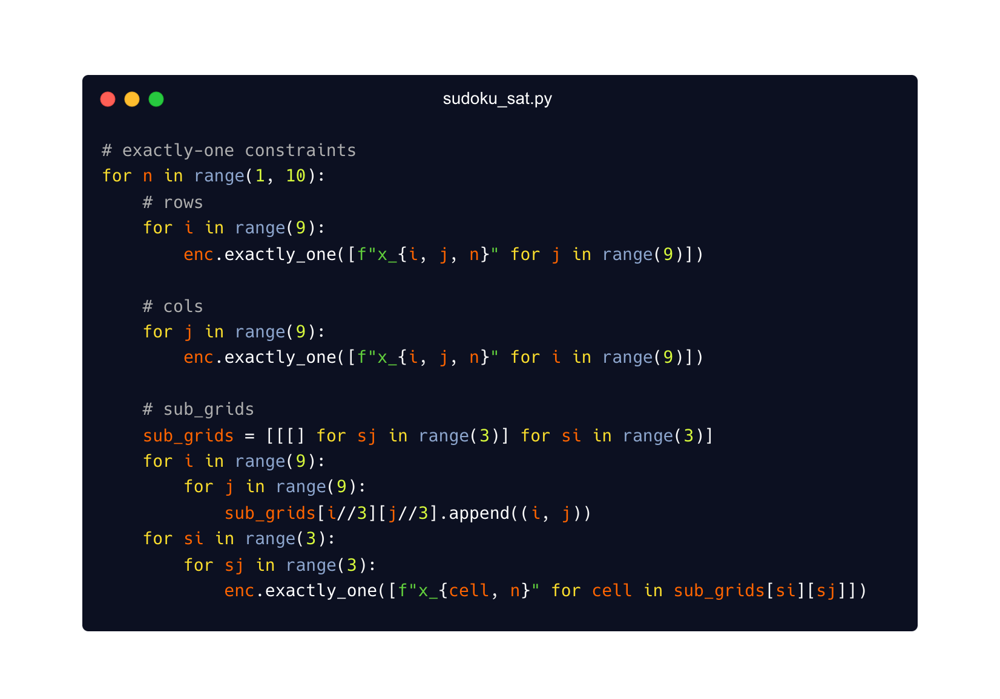 sudoku_sat.py
# exactly-one constraints
for n in range(1, 10):
    # rows
    for i in range(9):
        enc.exactly_one([f"x_{i, j, n}" for j in range(9)])

    # cols
    for j in range(9):
        enc.exactly_one([f"x_{i, j, n}" for i in range(9)])

    # sub_grids
    sub_grids = [[[] for sj in range(3)] for si in range(3)]
    for i in range(9):
        for j in range(9):
            sub_grids[i//3][j//3].append((i, j))
    for si in range(3):
        for sj in range(3):
            enc.exactly_one([f"x_{cell, n}" for cell in sub_grids[si][sj]])